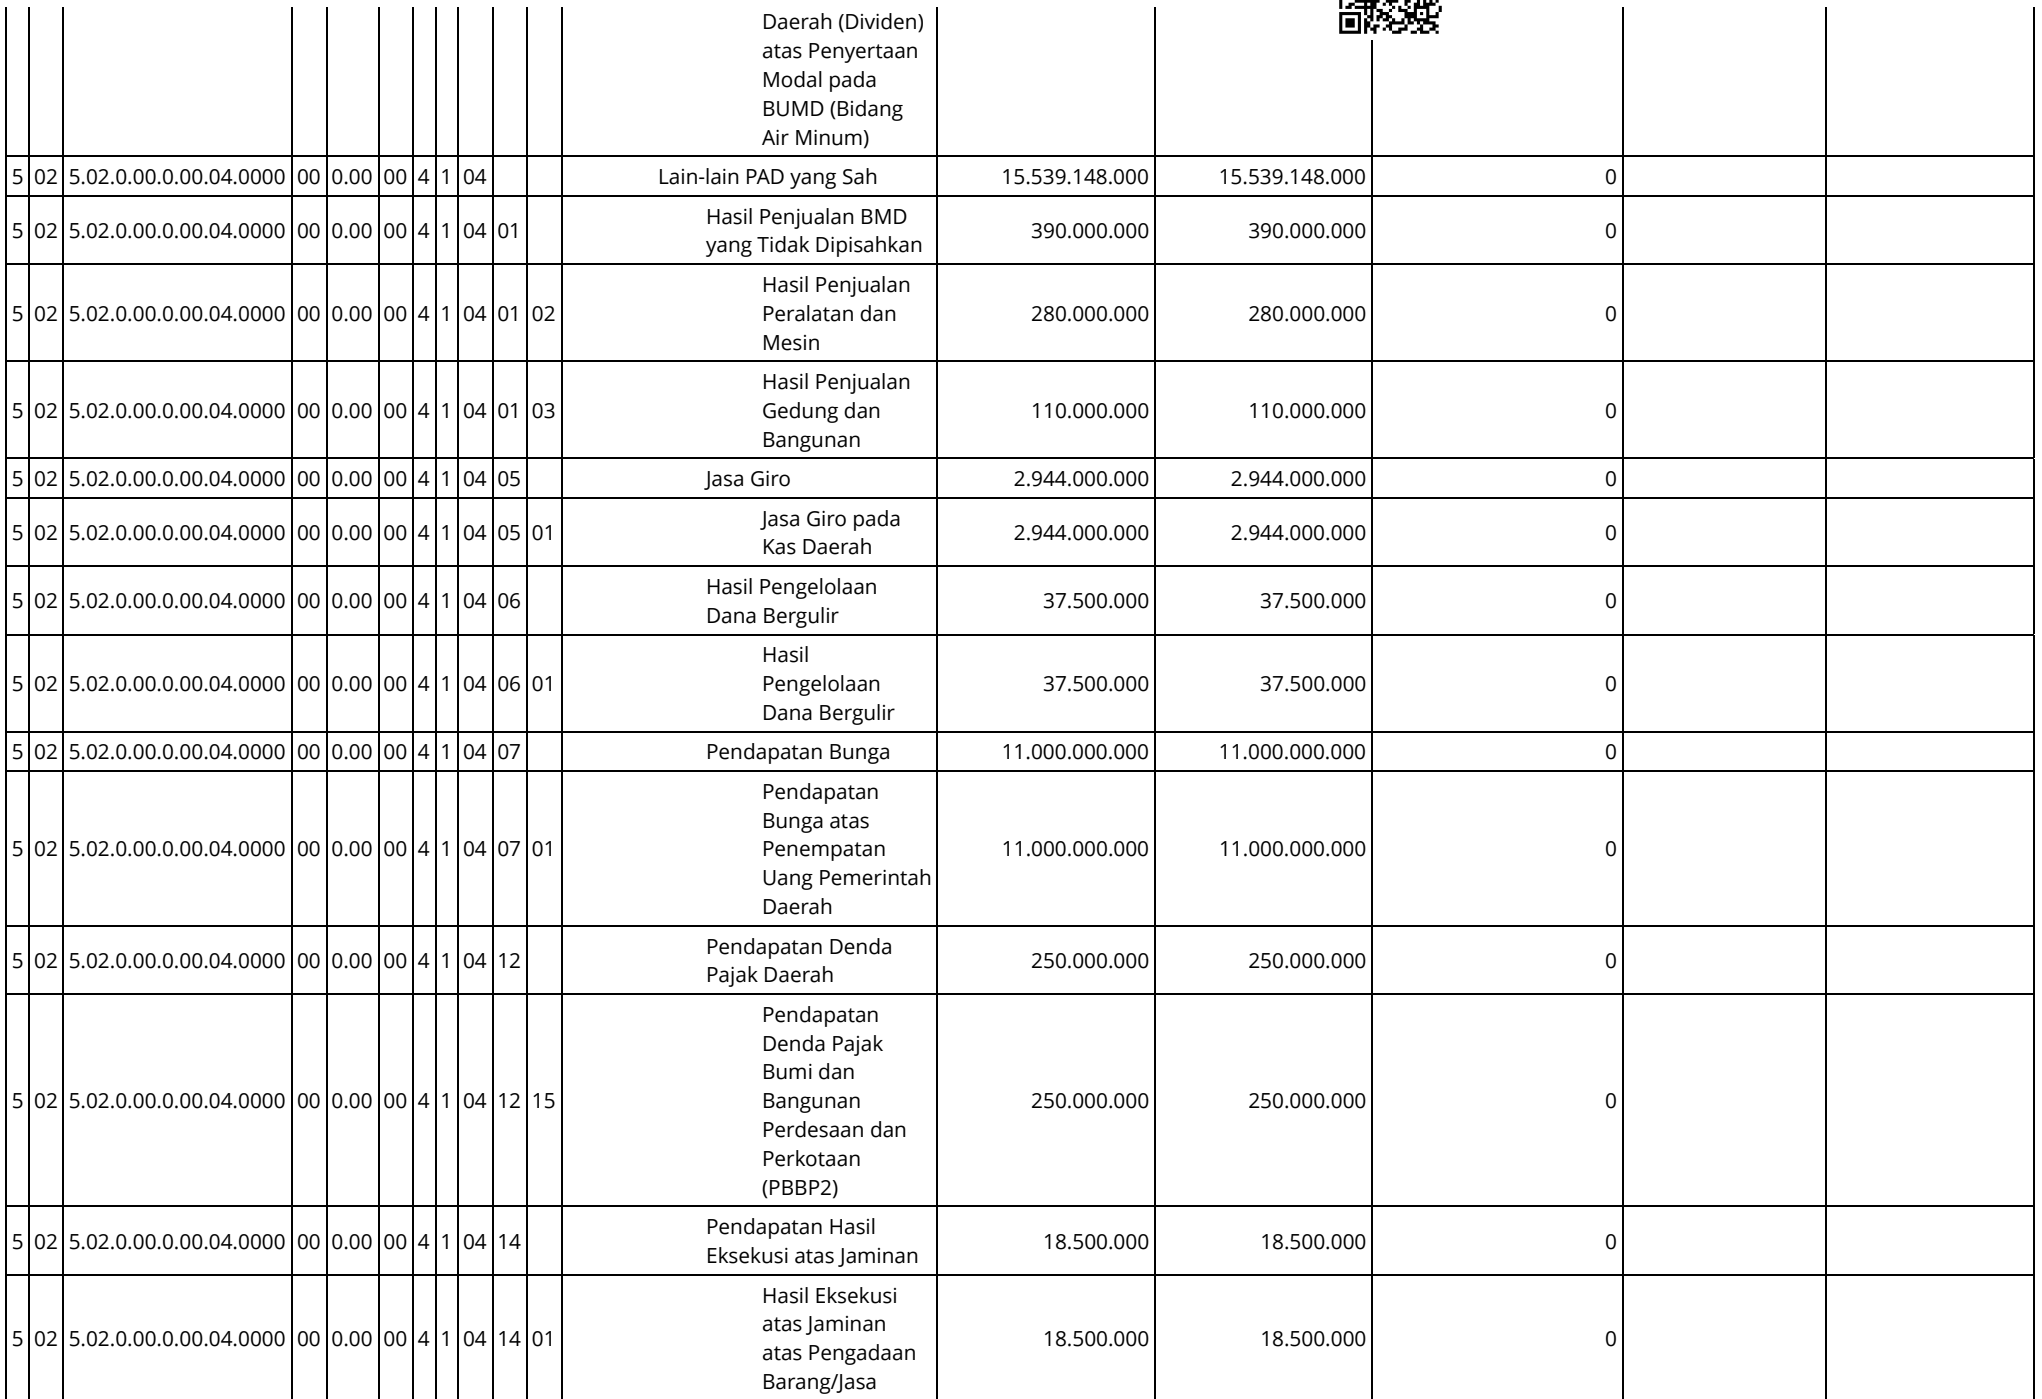 Daerah (Dividen)
atas Penyertaan
Modal pada
BUMD (Bidang
Air Minum)
5 02 5.02.0.00.0.00.04.0000 00 0.00 00 4 1 04 Lain-lain PAD yang Sah 15.539.148.000 15.539.148.000 0
5 02 5.02.0.00.0.00.04.0000 00 0.00 00 4 1 04 01 Hasil Penjualan BMD
yang Tidak Dipisahkan 390.000.000 390.000.000 0
5 02 5.02.0.00.0.00.04.0000 00 0.00 00 4 1 04 01 02 Hasil Penjualan
Peralatan dan
Mesin 280.000.000 280.000.000 0
5 02 5.02.0.00.0.00.04.0000 00 0.00 00 4 1 04 01 03 Hasil Penjualan
Gedung dan
Bangunan 110.000.000 110.000.000 0
5 02 5.02.0.00.0.00.04.0000 00 0.00 00 4 1 04 05 Jasa Giro 2.944.000.000 2.944.000.000 0
5 02 5.02.0.00.0.00.04.0000 00 0.00 00 4 1 04 05 01 Jasa Giro pada
Kas Daerah 2.944.000.000 2.944.000.000 0
5 02 5.02.0.00.0.00.04.0000 00 0.00 00 4 1 04 06 Hasil Pengelolaan
Dana Bergulir 37.500.000 37.500.000 0
5 02 5.02.0.00.0.00.04.0000 00 0.00 00 4 1 04 06 01 Hasil
Pengelolaan
Dana Bergulir 37.500.000 37.500.000 0
5 02 5.02.0.00.0.00.04.0000 00 0.00 00 4 1 04 07 Pendapatan Bunga 11.000.000.000 11.000.000.000 0
5 02 5.02.0.00.0.00.04.0000 00 0.00 00 4 1 04 07 01 Pendapatan
Bunga atas
Penempatan
Uang Pemerintah
Daerah 11.000.000.000 11.000.000.000 0
5 02 5.02.0.00.0.00.04.0000 00 0.00 00 4 1 04 12 Pendapatan Denda
Pajak Daerah 250.000.000 250.000.000 0
5 02 5.02.0.00.0.00.04.0000 00 0.00 00 4 1 04 12 15 Pendapatan
Denda Pajak
Bumi dan
Bangunan
Perdesaan dan
Perkotaan
(PBBP2) 250.000.000 250.000.000 0
5 02 5.02.0.00.0.00.04.0000 00 0.00 00 4 1 04 14 Pendapatan Hasil
Eksekusi atas Jaminan 18.500.000 18.500.000 0
5 02 5.02.0.00.0.00.04.0000 00 0.00 00 4 1 04 14 01 Hasil Eksekusi
atas Jaminan
atas Pengadaan
Barang/Jasa 18.500.000 18.500.000 0